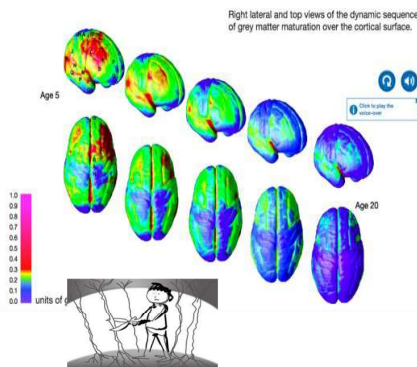 Right lateral and top views of the dynamic sequence
of grey matter maturation over the cortical surface.
Age 5
Click to play the
voice-over
Age 20
1.0
0.9
0.8
0.7
0.6
0.5
0.4
0.3
0.2
0.1
0.0
units of